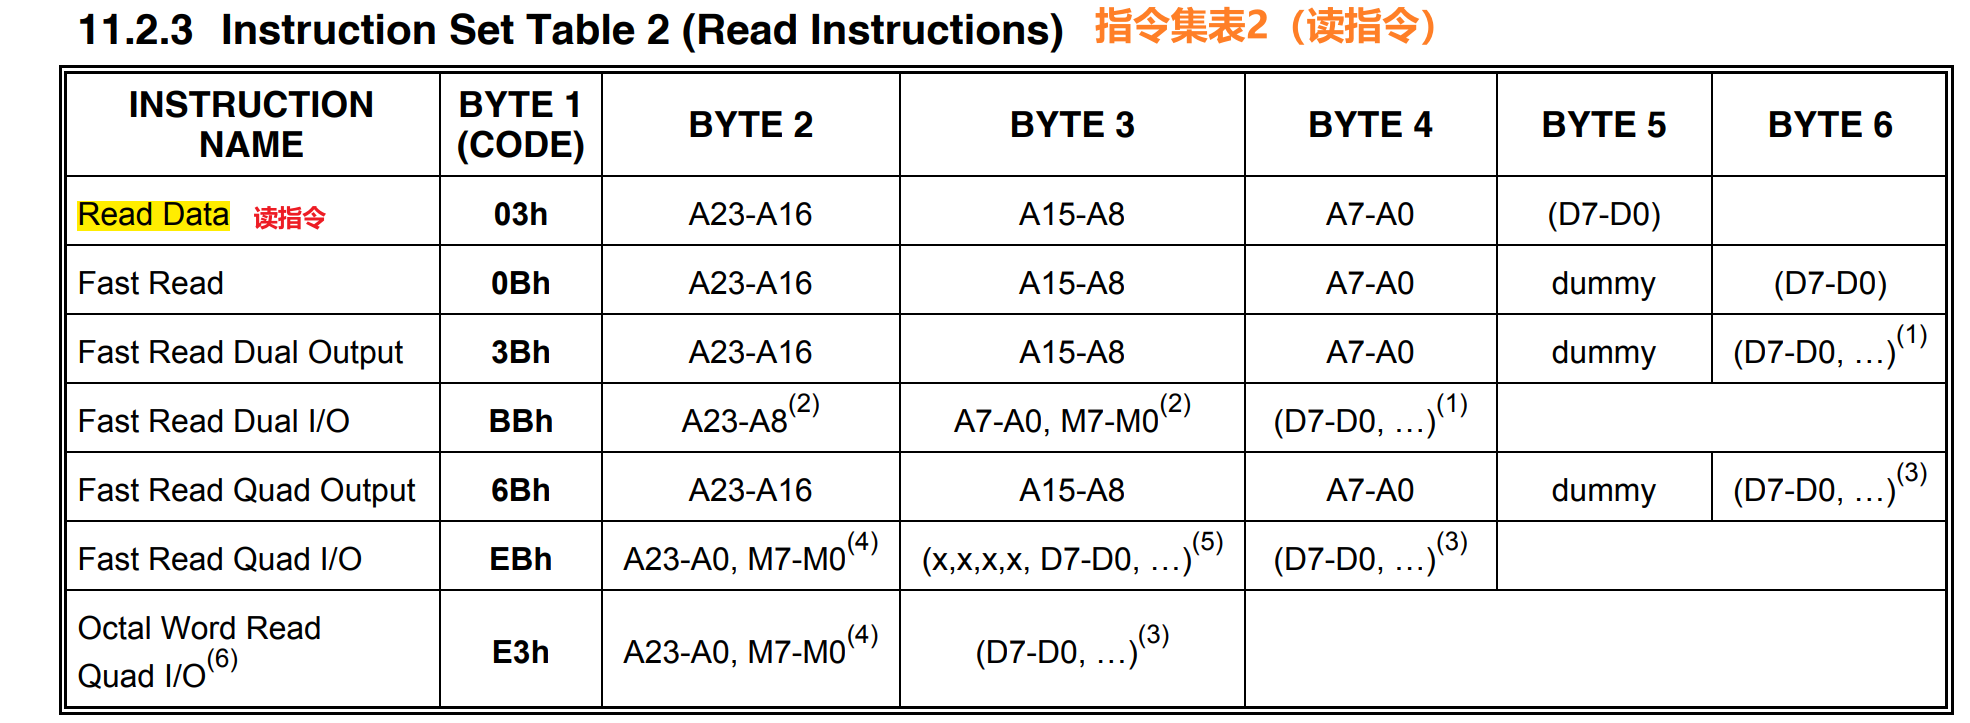 11.2.3 Instruction Set Table 2 (Read Instructions) 指令集表2（读指令）
INSTRUCTION NAME BYTE 1 (CODE) BYTE 2 BYTE 3 BYTE 4 BYTE 5 BYTE 6
Read Data 读指令 03h A23-A16 A15-A8 A7-A0 (D7-D0)
Fast Read 0Bh A23-A16 A15-A8 A7-A0 dummy (D7-D0)
Fast Read Dual Output 3Bh A23-A16 A15-A8 A7-A0 dummy (D7-D0, …)(1)
Fast Read Dual I/O BBh A23-A8(2) A7-A0, M7-M0(2) (D7-D0, …)(1)
Fast Read Quad Output 6Bh A23-A16 A15-A8 A7-A0 dummy (D7-D0, …)(3)
Fast Read Quad I/O EBh A23-A0, M7-M0(4) (x,x,x,x, D7-D0, …)(5) (D7-D0, …)(3)
Octal Word Read Quad I/O(6) E3h A23-A0, M7-M0(4) (D7-D0, …)(3)